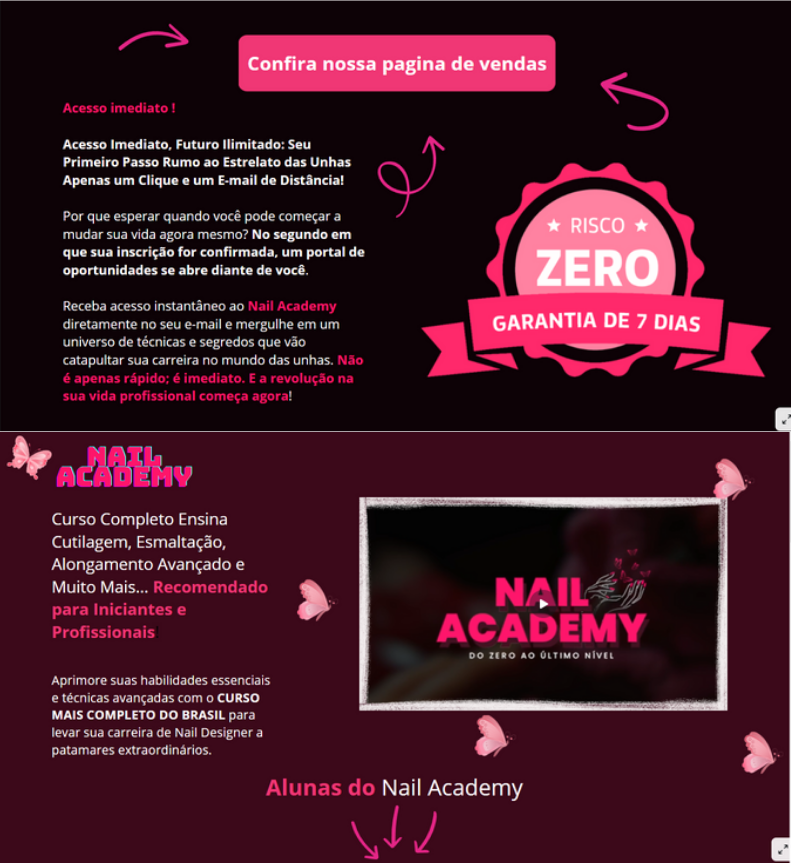 Confira nossa pagina de vendas
Acesso imediato !
Acesso Imediato, Futuro Ilimitado: Seu
Primeiro Passo Rumo ao Estrelato das Unhas
Apenas um Clique e um E-mail de Distância!
Por que esperar quando você pode começar a
mudar sua vida agora mesmo? No segundo em
que sua inscrição for confirmada, um portal de
oportunidades se abre diante de você.
Receba acesso instantâneo ao Nail Academy
diretamente no seu e-mail e mergulhe em um
universo de técnicas e segredos que vão
catapultar sua carreira no mundo das unhas. Não
é apenas rápido; é imediato. E a revolução na
sua vida profissional começa agora!
RISCO
ZERO
GARANTIA DE 7 DIAS
NAIL
ACADEMY
Curso Completo Ensina
Cutilagem, Esmaltação,
Alongamento Avançado e
Muito Mais... Recomendado
para Iniciantes e
Profissionais!
Aprimore suas habilidades essenciais
e técnicas avançadas com o CURSO
MAIS COMPLETO DO BRASIL para
levar sua carreira de Nail Designer a
patamares extraordinários.
NAIL
ACADEMY
DO ZERO AO ÚLTIMO NÍVEL
Alunas do Nail Academy